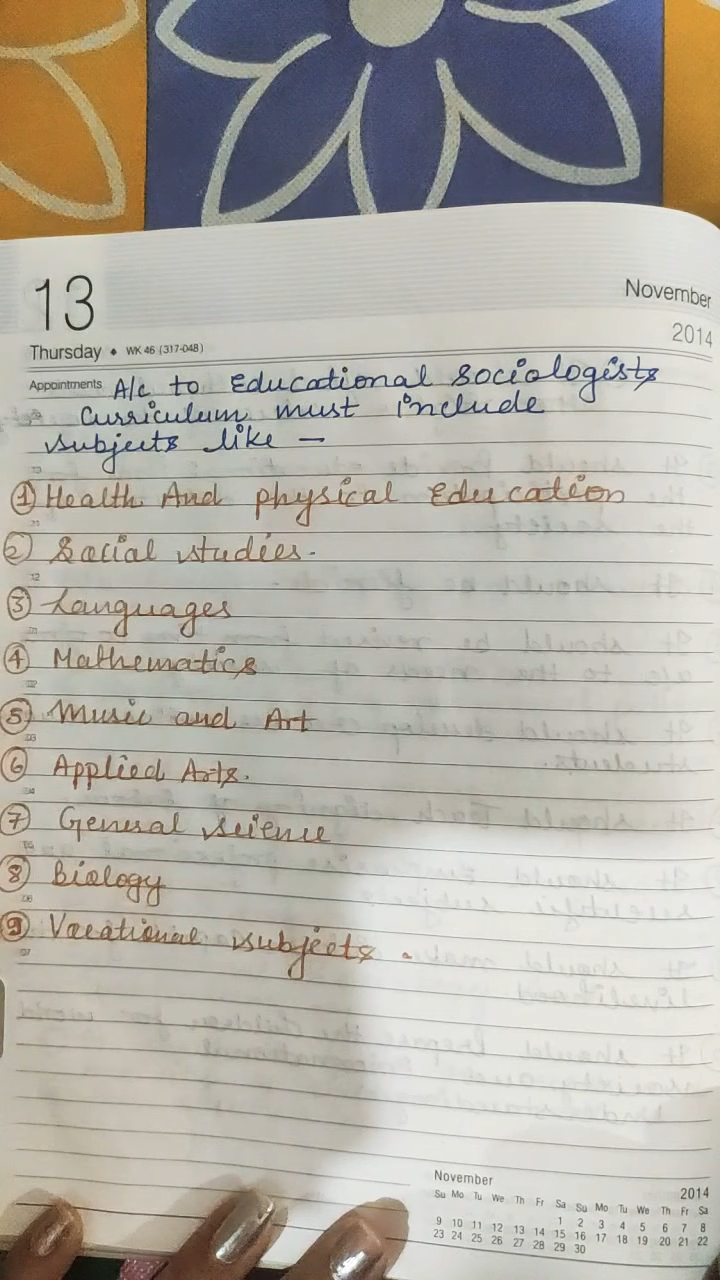 13
November
2014
Thursday • WK 46 (317-048)
Appointments A/c to Educational sociologists
Curriculum must include
subjects like —
① Health And physical Education
② Social studies.
③ Languages
④ Mathematics
⑤ Music and Art
⑥ Applied Arts.
⑦ General science
⑧ Biology
⑨ Vocational subjects.
November 2014
Su Mo Tu We Th Fr Sa Su Mo Tu We Th Fr Sa
1 2 3 4 5 6 7 8
9 10 11 12 13 14 15 16 17 18 19 20 21 22
23 24 25 26 27 28 29 30